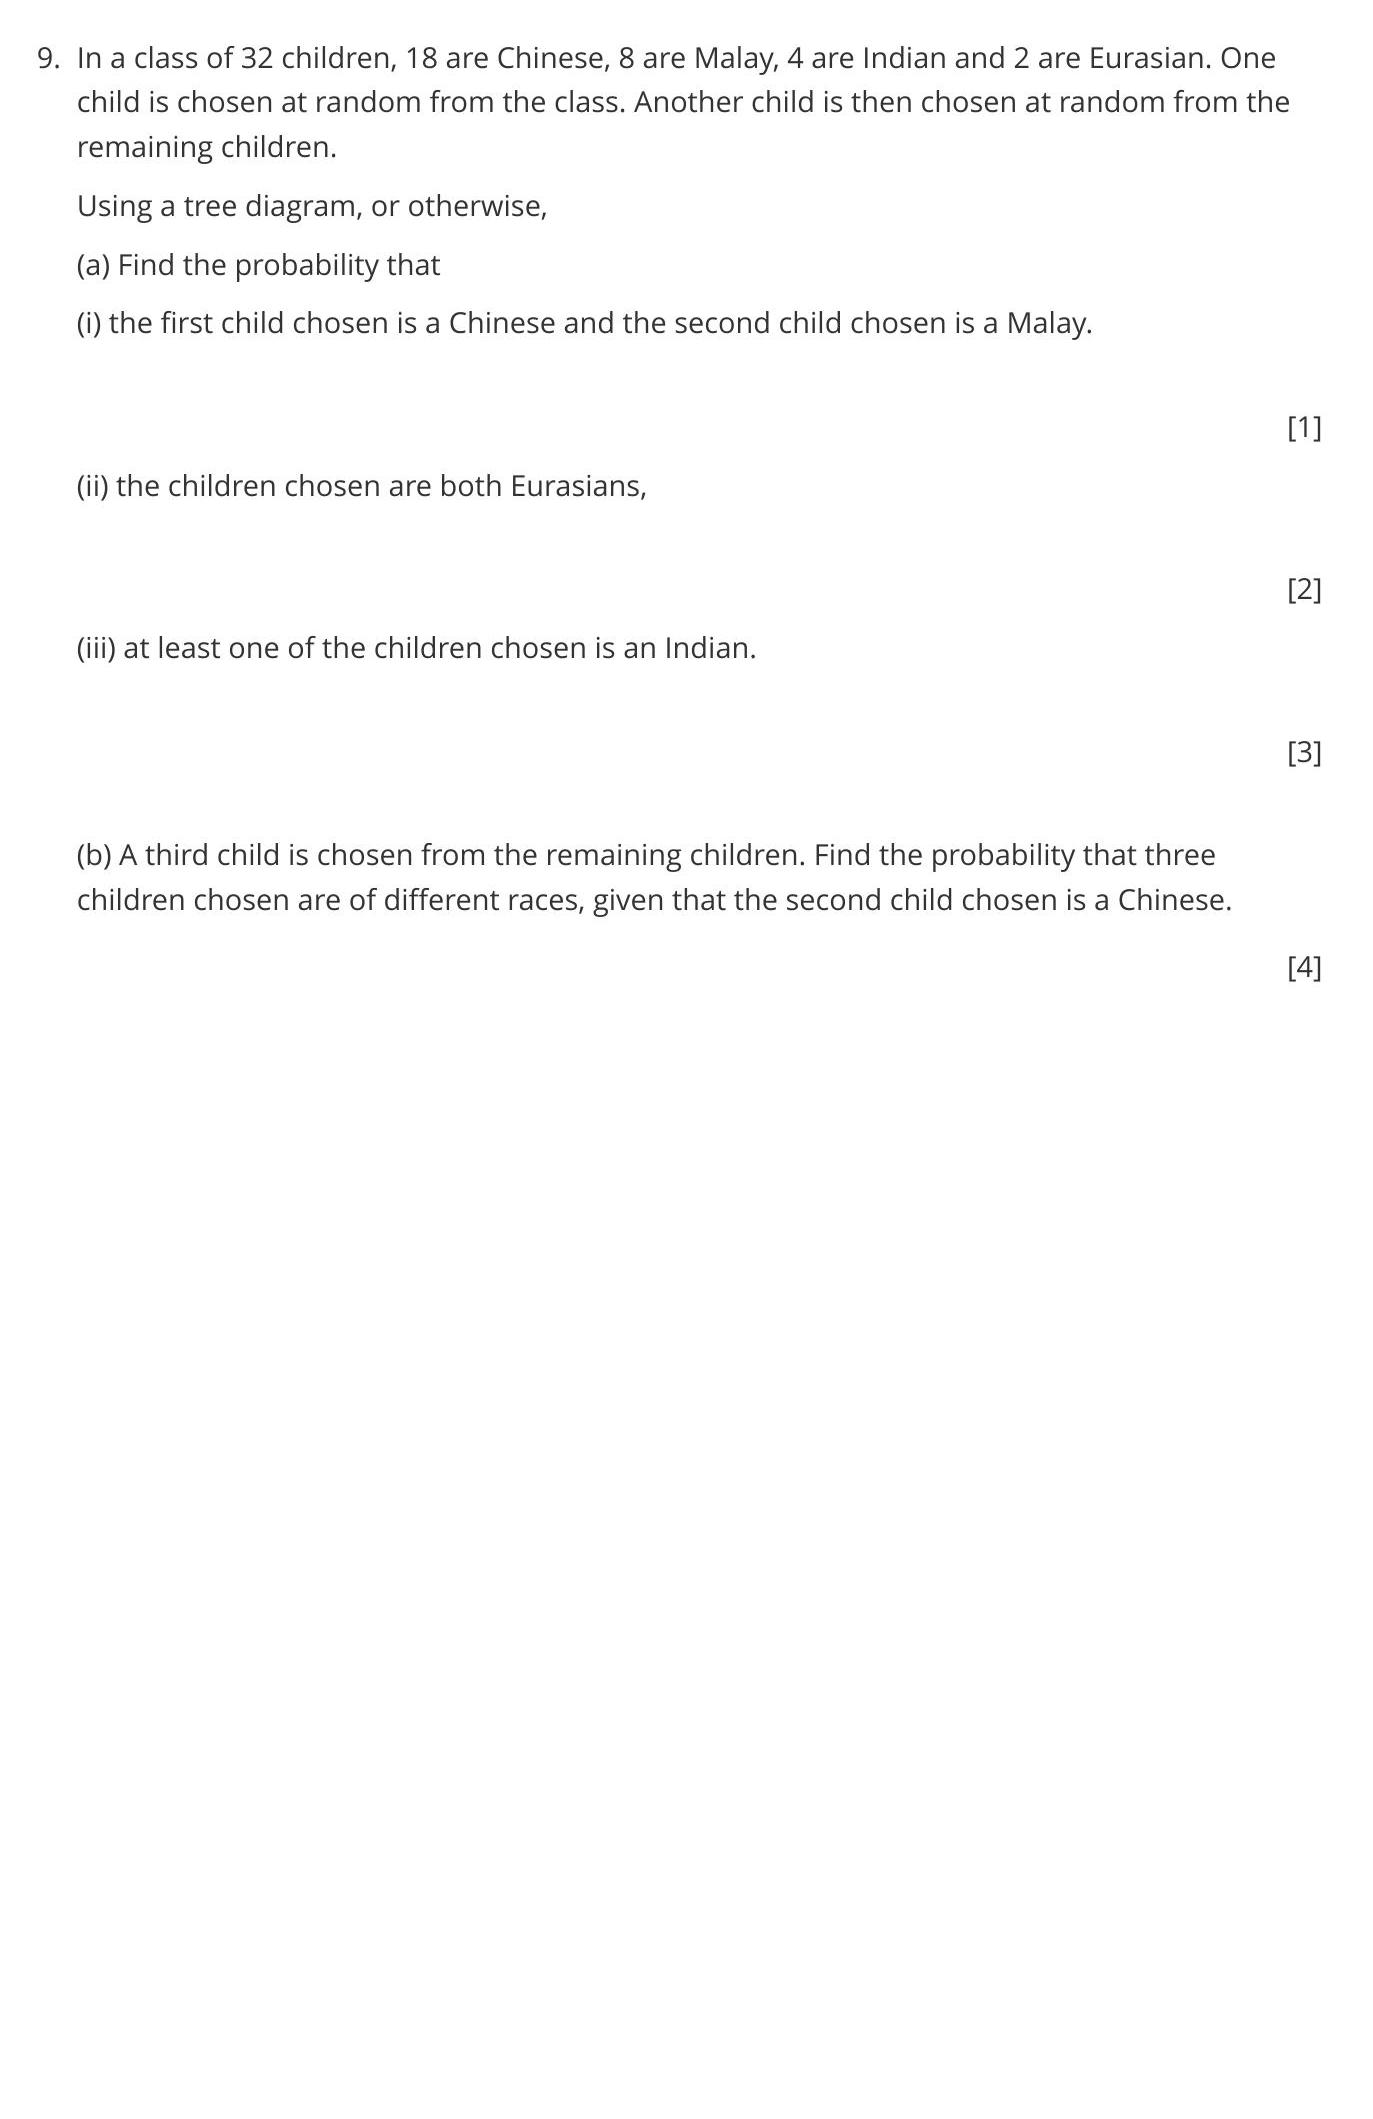 9. In a class of 32 children, 18 are Chinese, 8 are Malay, 4 are Indian and 2 are Eurasian. One
child is chosen at random from the class. Another child is then chosen at random from the
remaining children.
Using a tree diagram, or otherwise,
(a) Find the probability that
(i) the first child chosen is a Chinese and the second child chosen is a Malay.
[1]
(ii) the children chosen are both Eurasians,
[2]
(iii) at least one of the children chosen is an Indian.
[3]
(b) A third child is chosen from the remaining children. Find the probability that three
children chosen are of different races, given that the second child chosen is a Chinese.
[4]